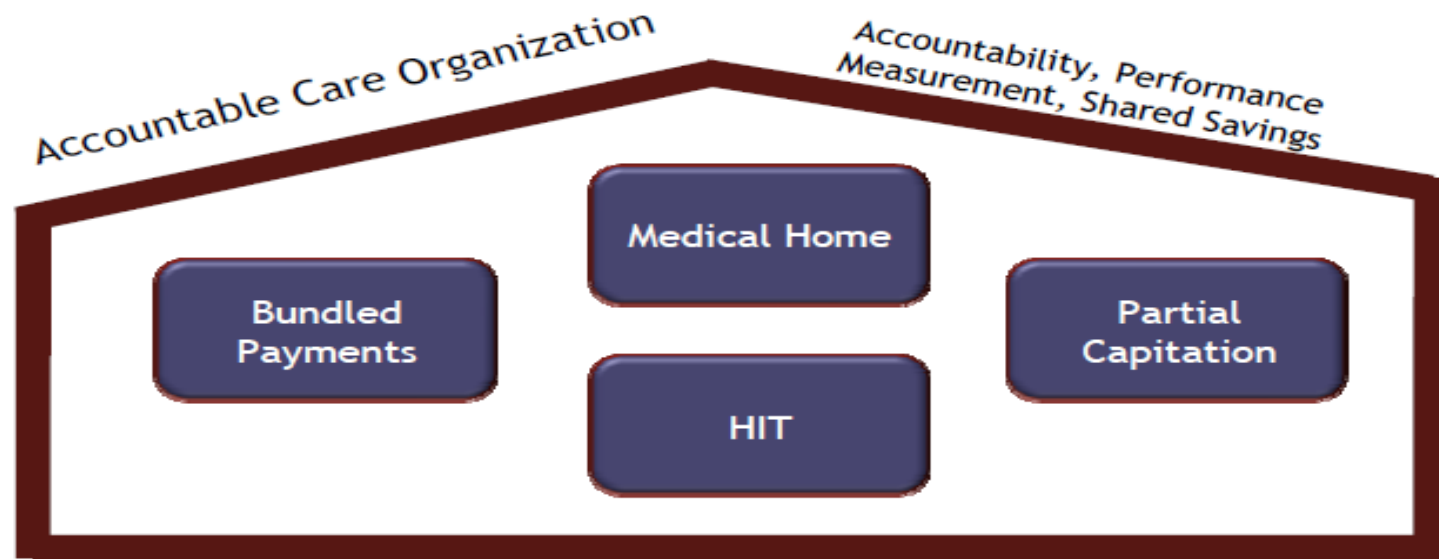 Accountable Care Organization
Accountability, Performance
Measurement, Shared Savings
Medical Home
Bundled
Payments
Partial
Capitation
HIT